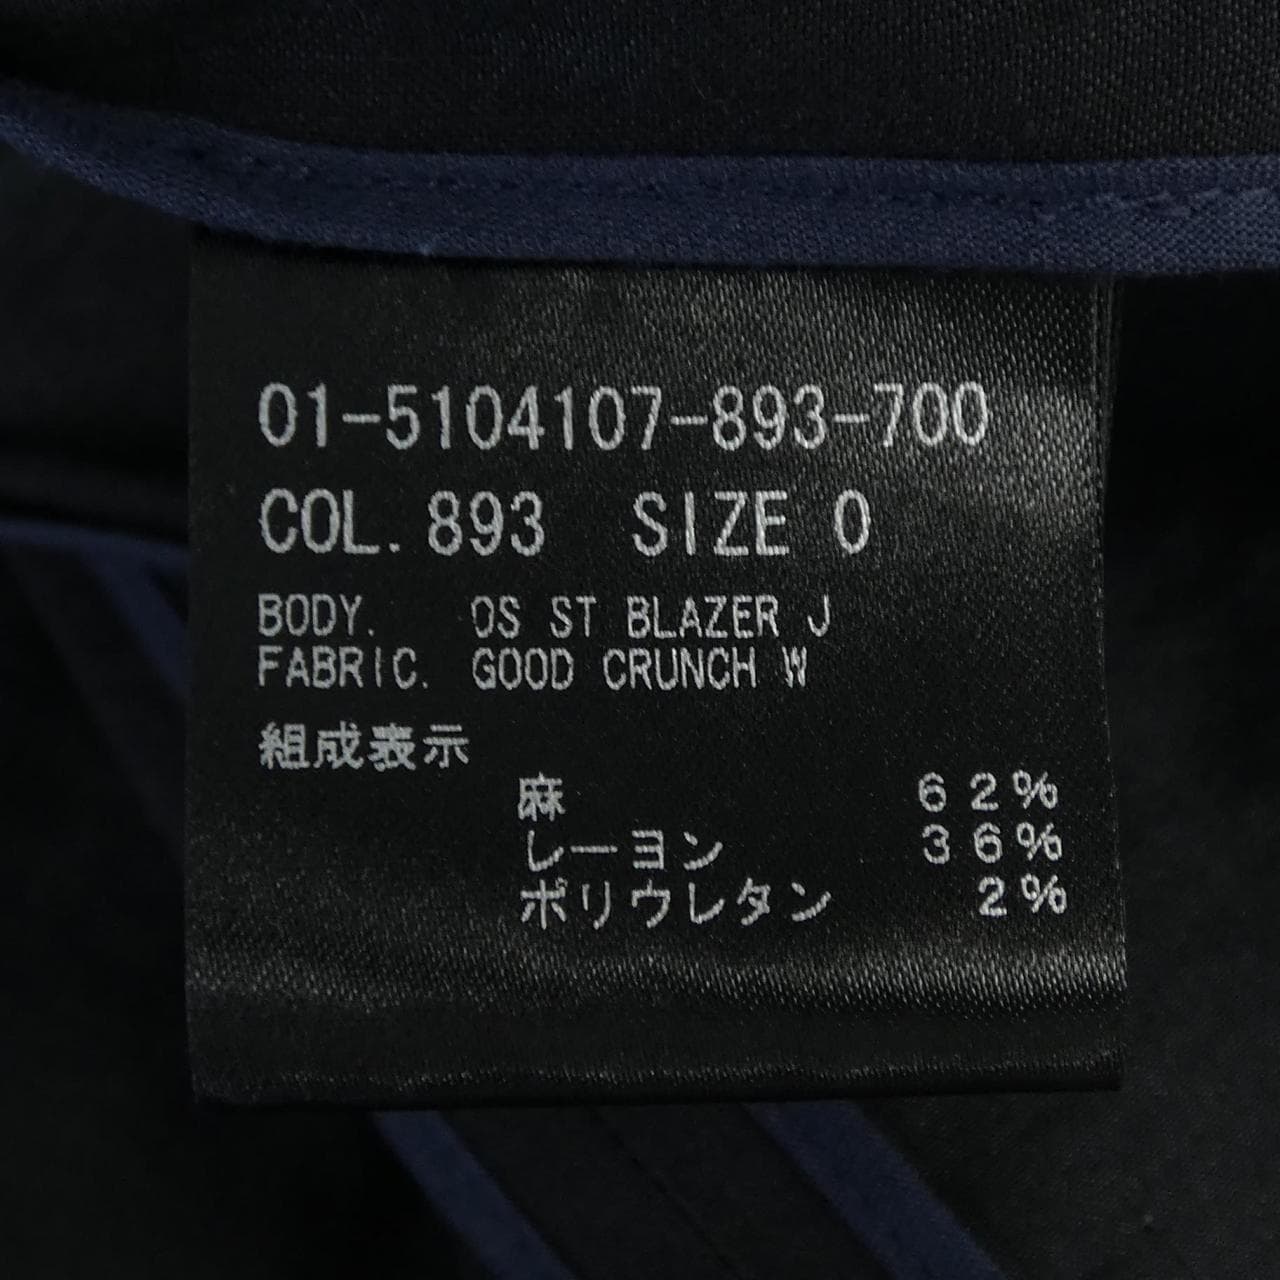 01-5104107-893-700
COL. 893 SIZE 0
BODY. OS ST BLAZER J
FABRIC. GOOD CRUNCH W
組成表示
麻 62%
レーヨン 36%
ポリウレタン 2%